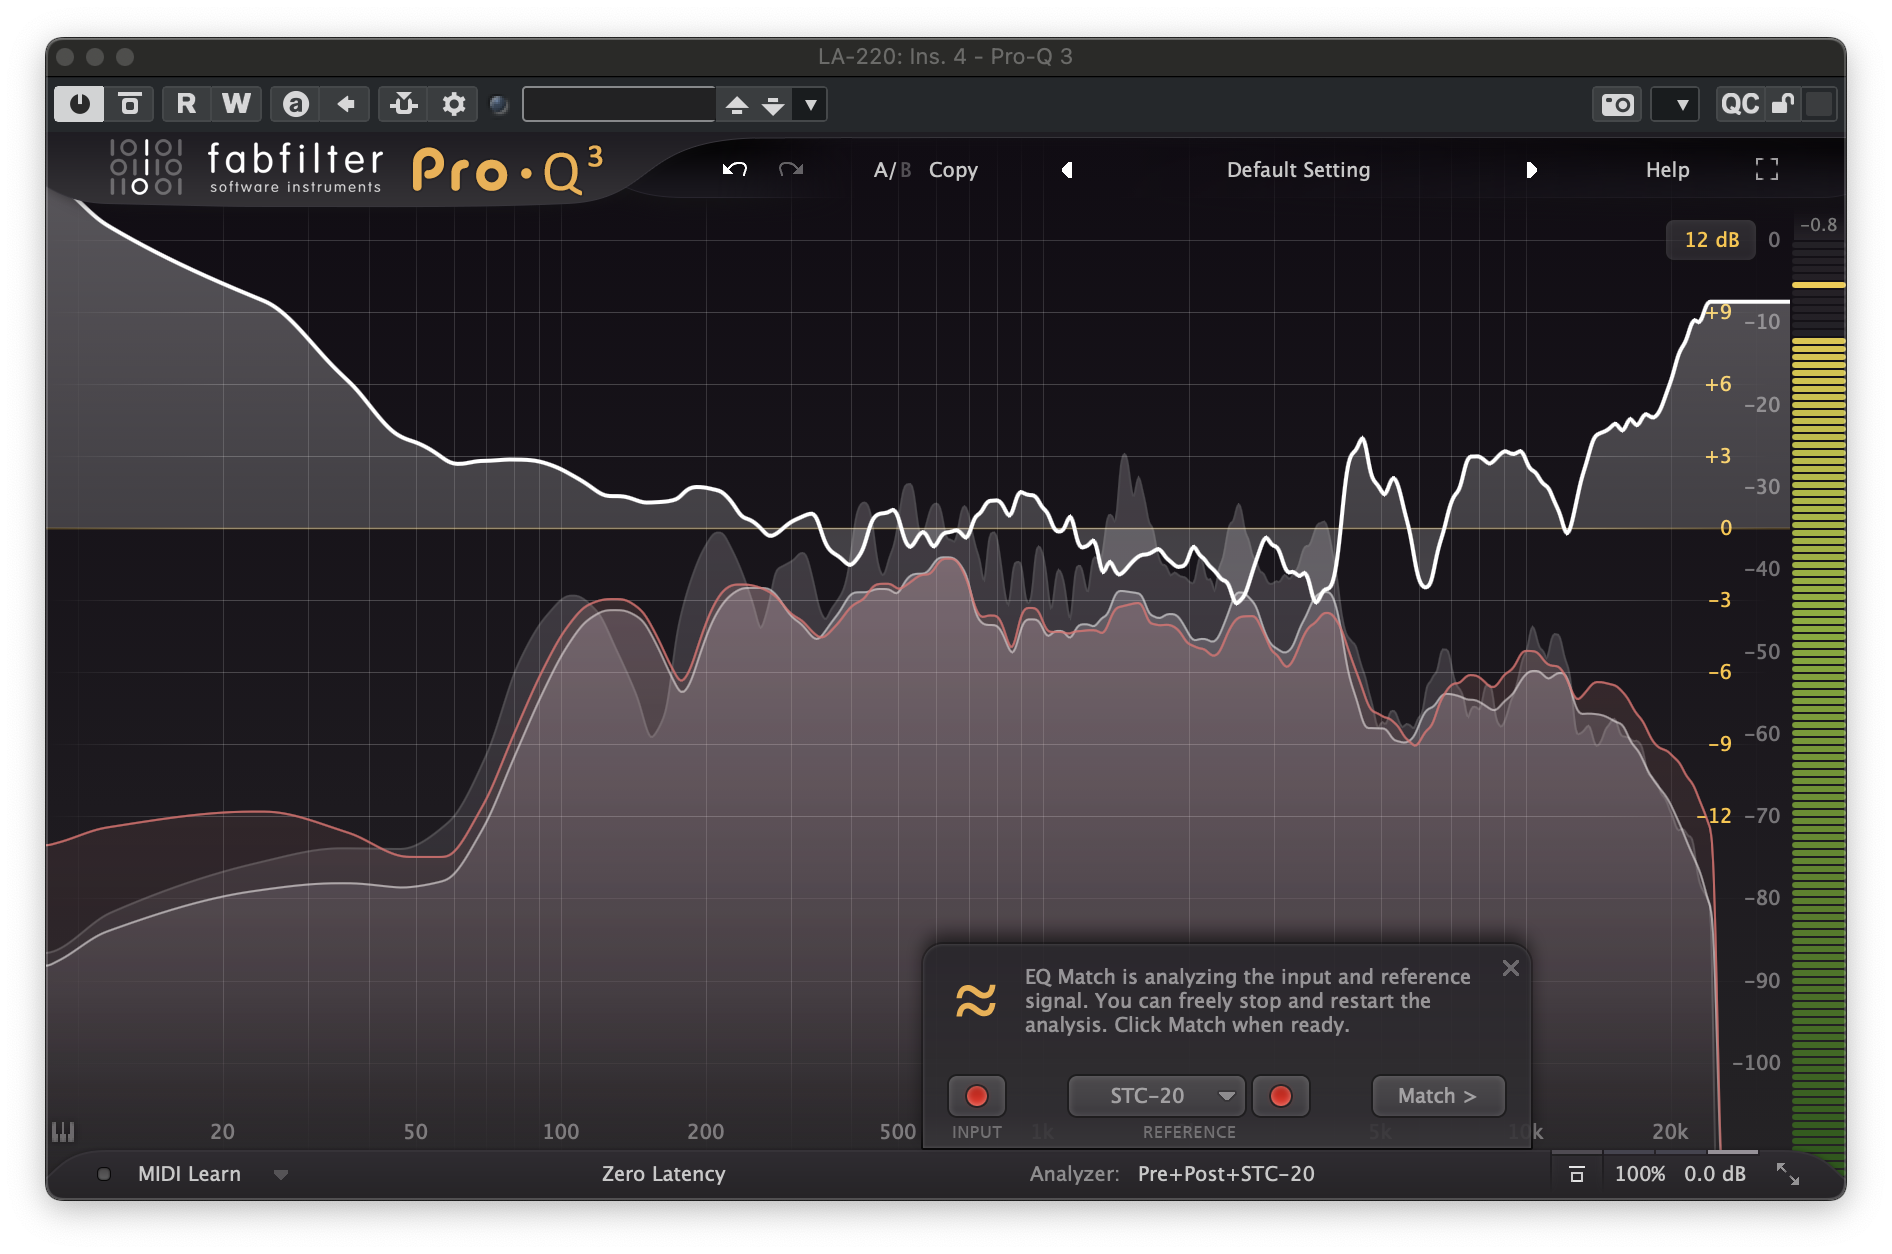 LA-220: Ins. 4 - Pro-Q 3
R W a QC
fabfilter
software instruments
Pro·Q3
A/B Copy
Default Setting
Help
12 dB
0
-0.8
+9
-10
+6
-20
+3
-30
0
-40
-3
-50
-6
-60
-9
-12
-70
-80
-90
-100
EQ Match is analyzing the input and reference
signal. You can freely stop and restart the
analysis. Click Match when ready.
STC-20
Match >
INPUT
REFERENCE
20 50 100 200 500 1k 5k 10k 20k
MIDI Learn
Zero Latency
Analyzer: Pre+Post+STC-20
100% 0.0 dB